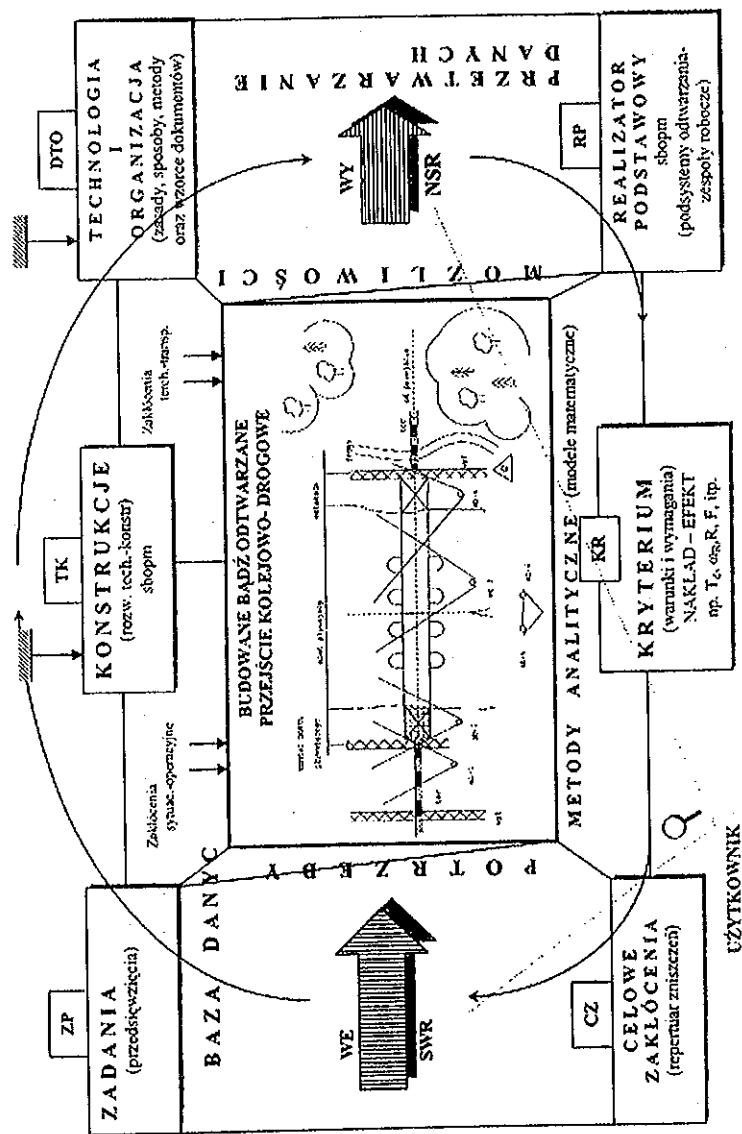 ZP
ZADANIA
(przedsięwzięcia)
TK
KONSTRUKCJE
(rozw. tech.-konstr)
sbopm
DTO
TECHNOLOGIA
I
ORGANIZACJA
(zasady, sposoby, metody
oraz wzorce dokumentów)
Zakłócenia
sytuac.-operacyjne
Zakłócenia
tech.-transp.
BAZA DANYC
WE
SWR
POTRZEBY
BUDOWANE BĄDŹ ODTWARZANE
PRZEJŚCIE KOLEJOWO-DROGOWE
tor
MOŻLIWOŚCI
WY
NSR
PRZETWARZANIE
DANYCH
METODY ANALITYCZNE (modele matematyczne)
CZ
CELOWE
ZAKŁÓCENIA
(repertuar zniszczeń)
KR
KRYTERIUM
(warunki i wymagania)
NAKŁAD – EFEKT
RP
REALIZATOR
PODSTAWOWY
sbopm
(podsystemy odtwarzania-
zespoły robocze)
UŻYTKOWNIK